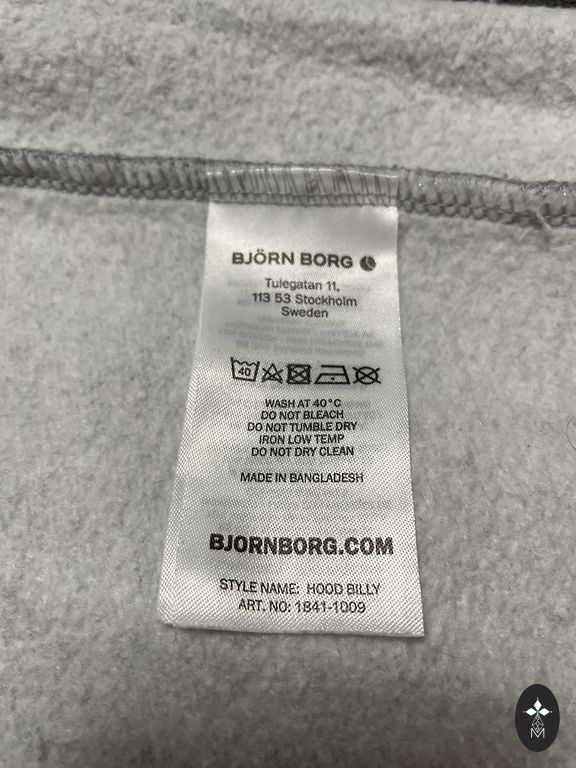 BJÖRN BORG
Tulegatan 11,
113 53 Stockholm
Sweden
40
WASH AT 40°C
DO NOT BLEACH
DO NOT TUMBLE DRY
IRON LOW TEMP
DO NOT DRY CLEAN
MADE IN BANGLADESH
BJORNBORG.COM
STYLE NAME: HOOD BILLY
ART. NO: 1841-1009
M